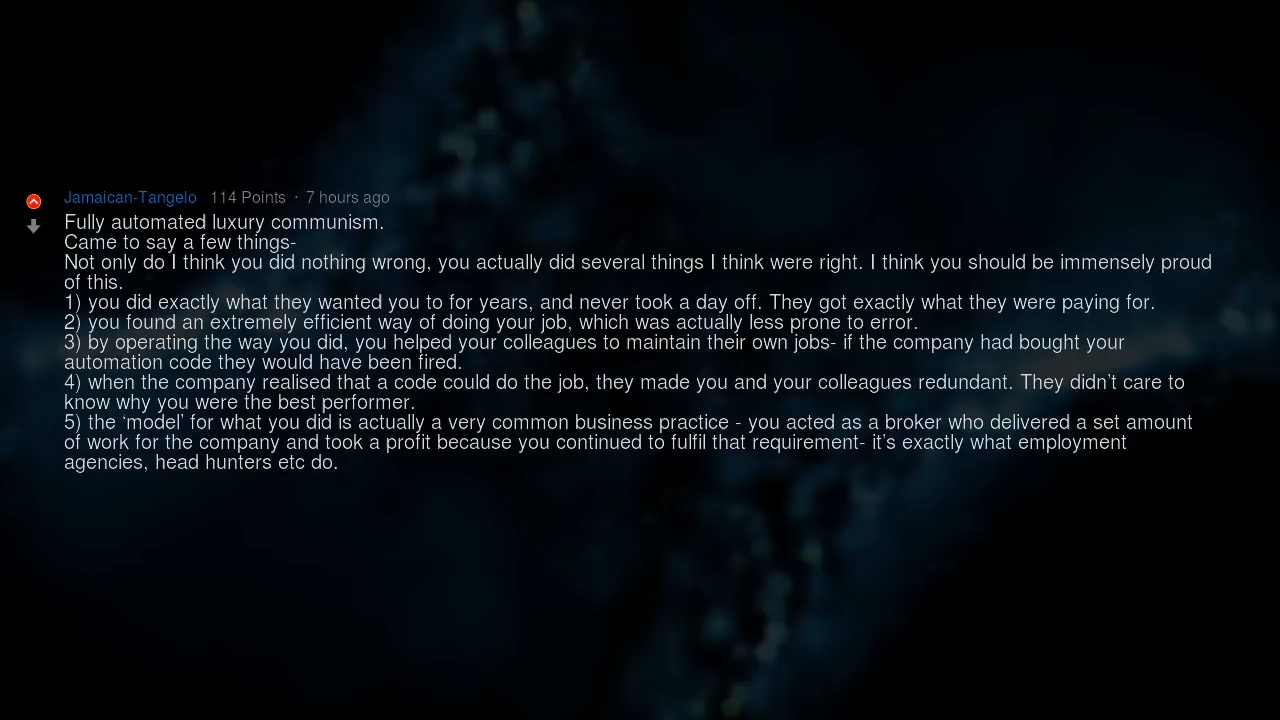 Jamaican-Tangelo 114 Points · 7 hours ago
Fully automated luxury communism.
Came to say a few things-
Not only do I think you did nothing wrong, you actually did several things I think were right. I think you should be immensely proud
of this.
1) you did exactly what they wanted you to for years, and never took a day off. They got exactly what they were paying for.
2) you found an extremely efficient way of doing your job, which was actually less prone to error.
3) by operating the way you did, you helped your colleagues to maintain their own jobs- if the company had bought your
automation code they would have been fired.
4) when the company realised that a code could do the job, they made you and your colleagues redundant. They didn’t care to
know why you were the best performer.
5) the ‘model’ for what you did is actually a very common business practice - you acted as a broker who delivered a set amount
of work for the company and took a profit because you continued to fulfil that requirement- it’s exactly what employment
agencies, head hunters etc do.